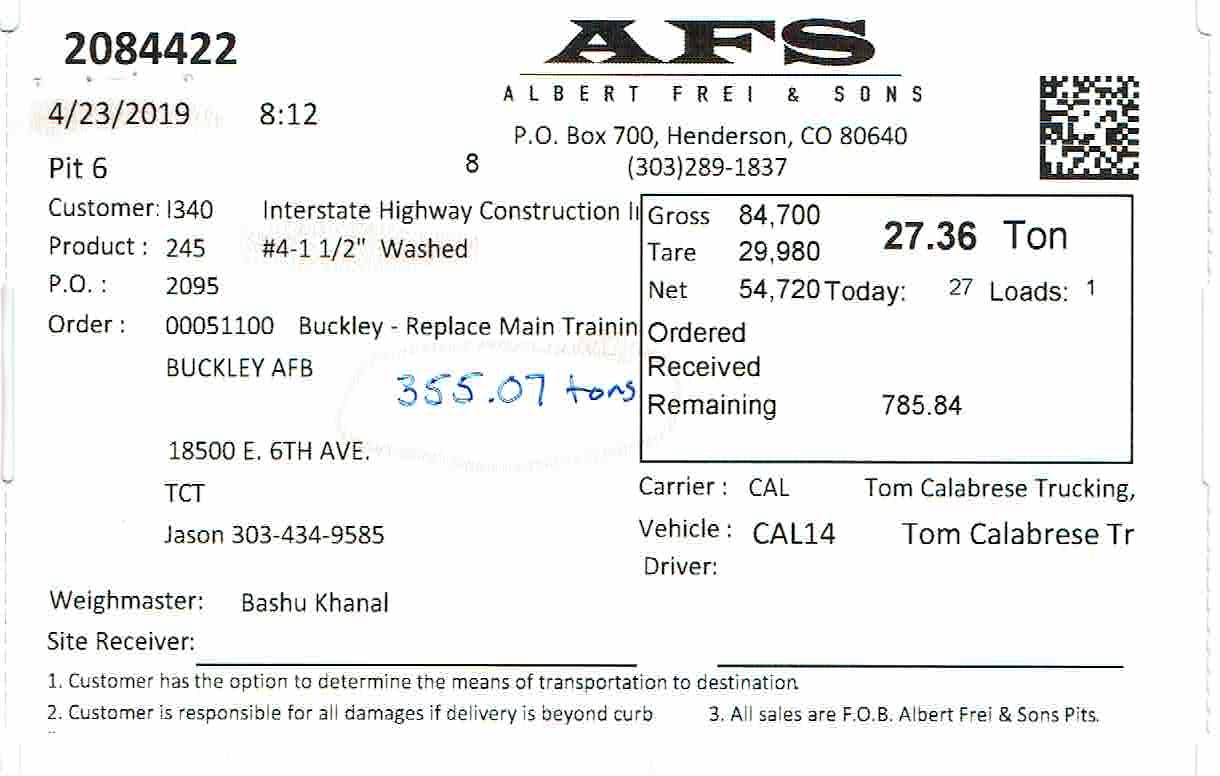 2084422
AFS
ALBERT FREI & SONS
4/23/2019 8:12
P.O. Box 700, Henderson, CO 80640
Pit 6 8 (303)289-1837
Customer: I340 Interstate Highway Construction I
Product : 245 #4-1 1/2" Washed
P.O. : 2095
Order : 00051100 Buckley - Replace Main Trainin
BUCKLEY AFB
355.07 tons
18500 E. 6TH AVE.
TCT
Jason 303-434-9585
Gross 84,700 27.36 Ton
Tare 29,980
Net 54,720 Today: 27 Loads: 1
Ordered
Received
Remaining 785.84
Carrier : CAL Tom Calabrese Trucking,
Vehicle : CAL14 Tom Calabrese Tr
Driver:
Weighmaster: Bashu Khanal
Site Receiver:
1. Customer has the option to determine the means of transportation to destination
2. Customer is responsible for all damages if delivery is beyond curb 3. All sales are F.O.B. Albert Frei & Sons Pits.